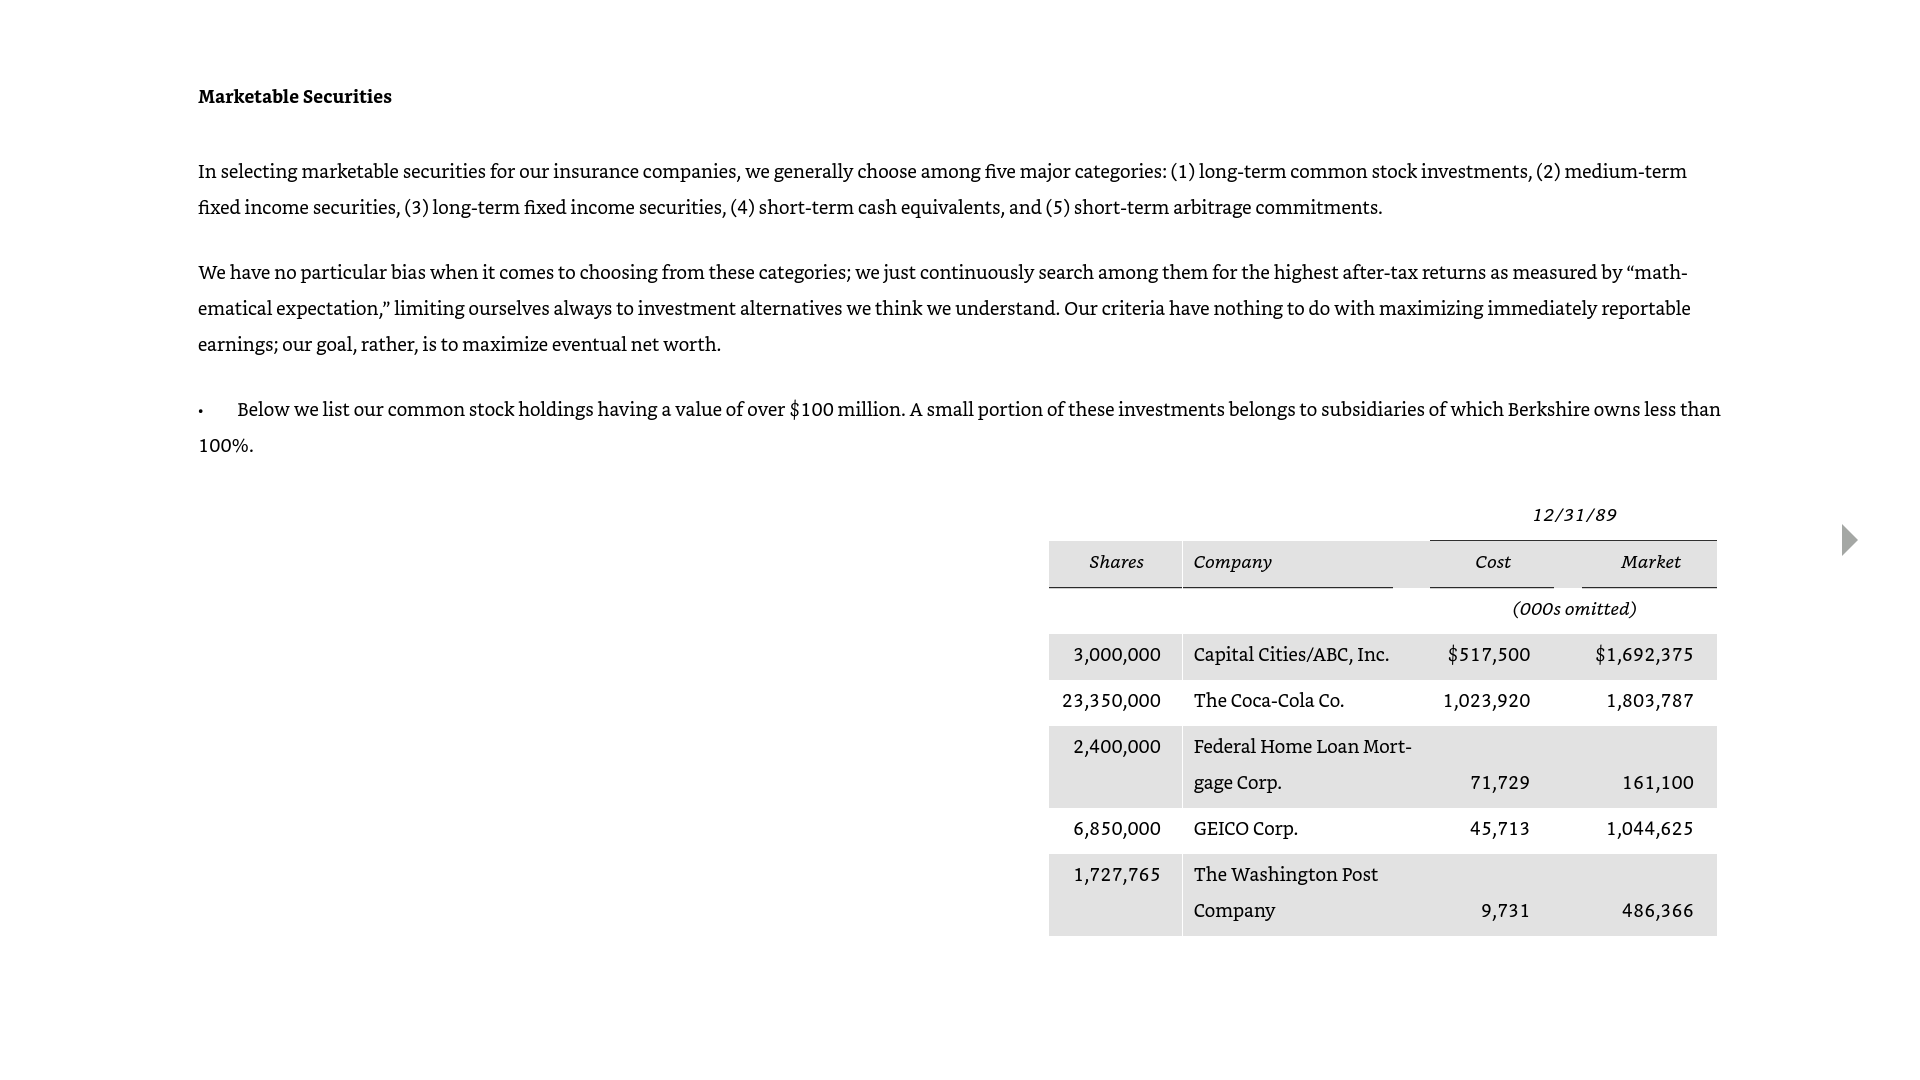 Marketable Securities
In selecting marketable securities for our insurance companies, we generally choose among five major categories: (1) long-term common stock investments, (2) medium-term
fixed income securities, (3) long-term fixed income securities, (4) short-term cash equivalents, and (5) short-term arbitrage commitments.
We have no particular bias when it comes to choosing from these categories; we just continuously search among them for the highest after-tax returns as measured by “math-
ematical expectation,” limiting ourselves always to investment alternatives we think we understand. Our criteria have nothing to do with maximizing immediately reportable
earnings; our goal, rather, is to maximize eventual net worth.
• Below we list our common stock holdings having a value of over $100 million. A small portion of these investments belongs to subsidiaries of which Berkshire owns less than
100%.
12/31/89
Shares Company Cost Market
(000s omitted)
3,000,000 Capital Cities/ABC, Inc. $517,500 $1,692,375
23,350,000 The Coca-Cola Co. 1,023,920 1,803,787
2,400,000 Federal Home Loan Mort-
gage Corp. 71,729 161,100
6,850,000 GEICO Corp. 45,713 1,044,625
1,727,765 The Washington Post
Company 9,731 486,366